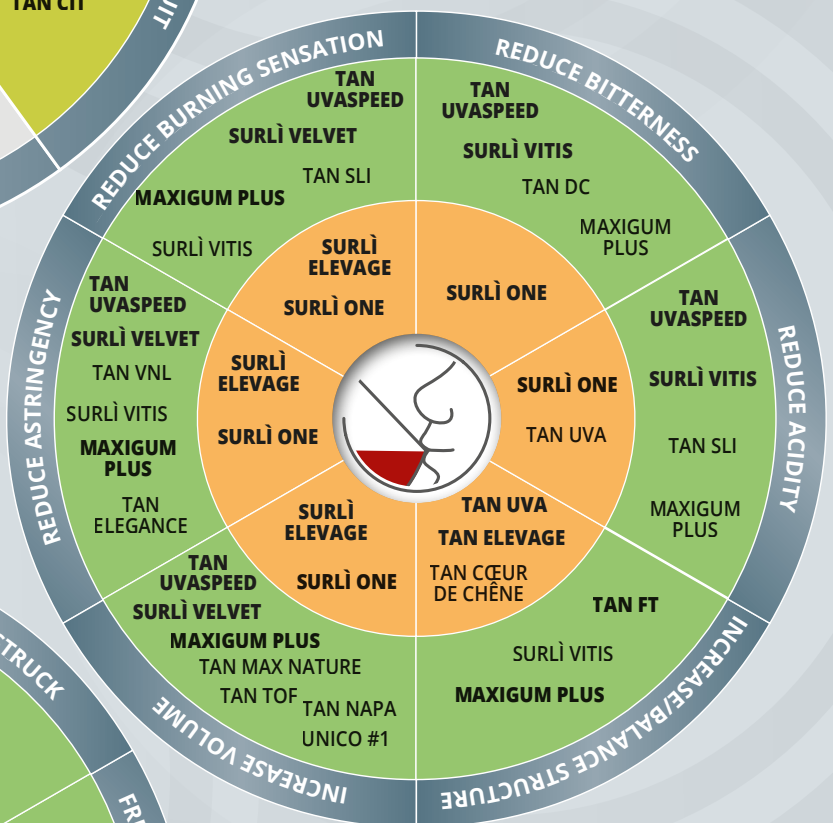 TAN CIT
UIT
REDUCE BURNING SENSATION
TAN
UVASPEED
SURLÌ VELVET
TAN SLI
MAXIGUM PLUS
SURLÌ VITIS
SURLÌ
ELEVAGE
SURLÌ ONE
REDUCE BITTERNESS
TAN
UVASPEED
SURLÌ VITIS
TAN DC
MAXIGUM
PLUS
SURLÌ ONE
REDUCE ACIDITY
TAN
UVASPEED
SURLÌ VITIS
TAN SLI
MAXIGUM
PLUS
SURLÌ ONE
TAN UVA
INCREASE/BALANCE STRUCTURE
TAN UVA
TAN ELEVAGE
TAN CŒUR
DE CHÊNE
TAN FT
SURLÌ VITIS
MAXIGUM PLUS
INCREASE VOLUME
SURLÌ
ELEVAGE
SURLÌ ONE
TAN
UVASPEED
SURLÌ VELVET
MAXIGUM PLUS
TAN MAX NATURE
TAN TOF
TAN NAPA
UNICO #1
REDUCE ASTRINGENCY
TAN
UVASPEED
SURLÌ VELVET
TAN VNL
SURLÌ VITIS
MAXIGUM
PLUS
TAN
ELEGANCE
SURLÌ
ELEVAGE
SURLÌ ONE
STRUCK
FR